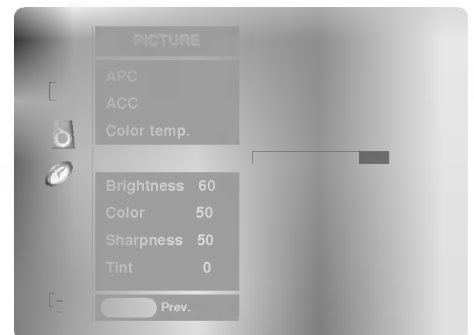 PICTURE
APC
ACC
Color temp.
Brightness 60
Color 50
Sharpness 50
Tint 0
Prev.